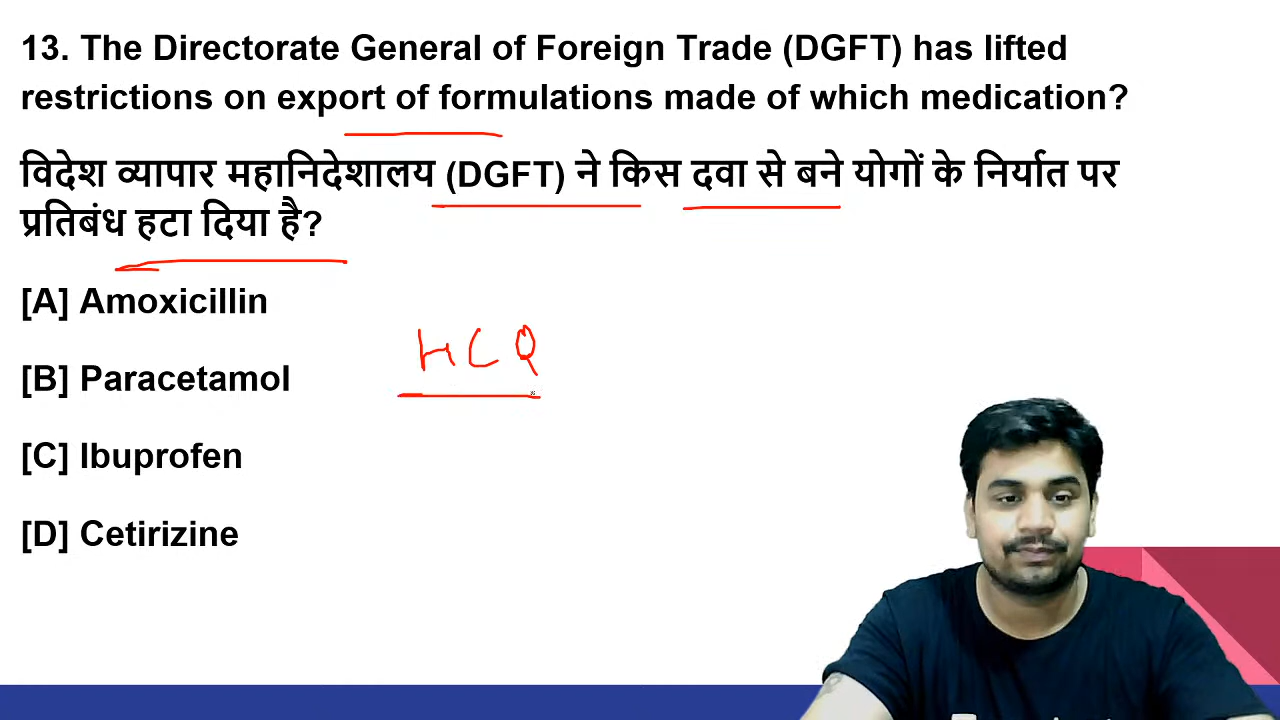 13. The Directorate General of Foreign Trade (DGFT) has lifted
restrictions on export of formulations made of which medication?
विदेश व्यापार महानिदेशालय (DGFT) ने किस दवा से बने योगों के निर्यात पर
प्रतिबंध हटा दिया है?
[A] Amoxicillin
HCQ
[B] Paracetamol
[C] Ibuprofen
[D] Cetirizine